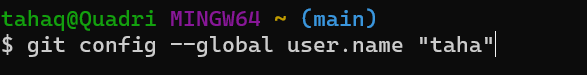 tahaq@Quadri MINGW64 ~ (main)
$ git config --global user.name "taha"